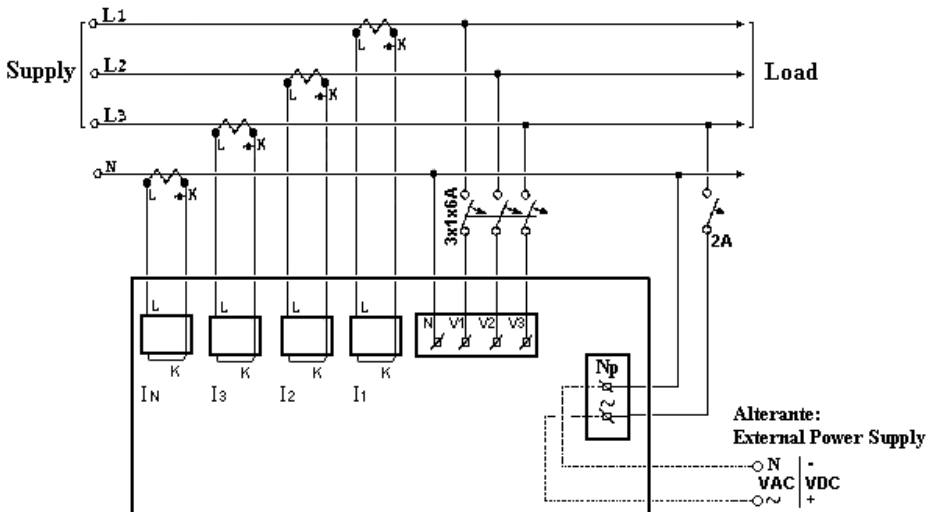 L1
L K
L2
Supply
Load
L K
L3
L K
N
L K
3x1x6A
2A
L L L L
N V1 V2 V3
K K K K
IN I3 I2 I1
Np
~
Alterante:
External Power Supply
N -
VAC VDC
~ +